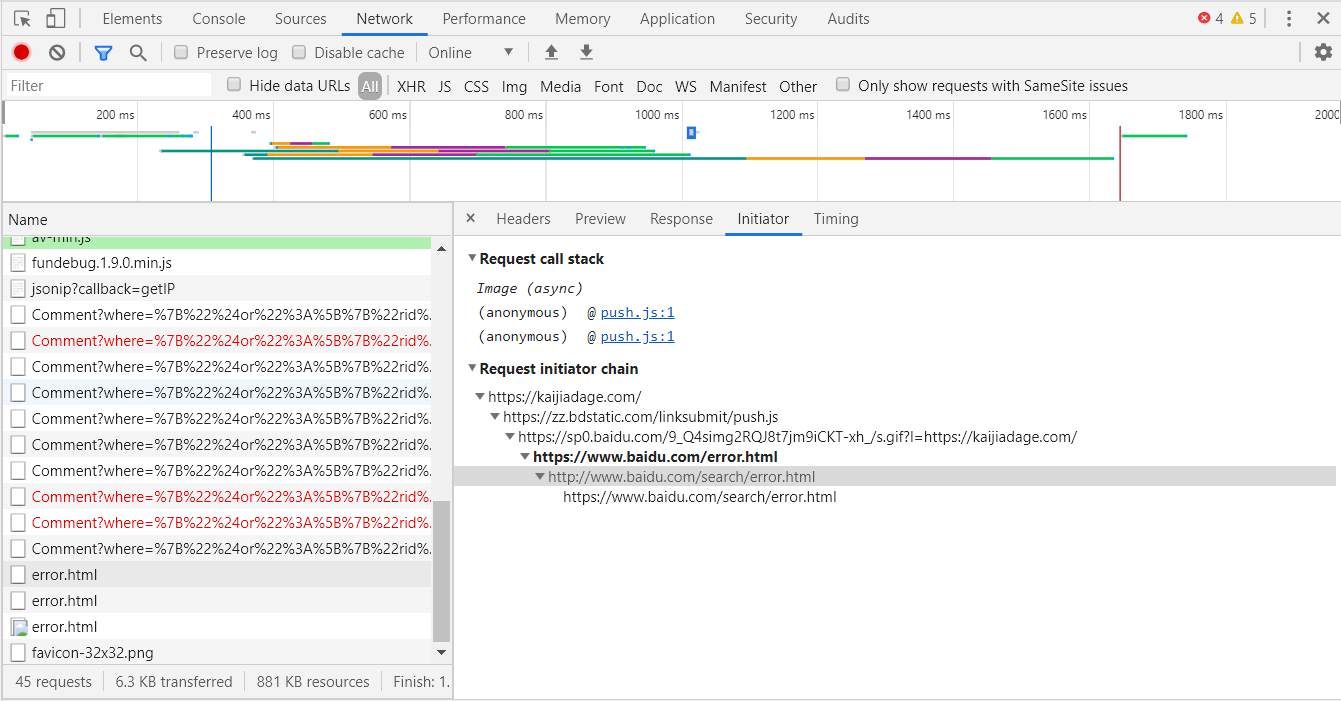 Elements Console Sources Network Performance Memory Application Security Audits 4 5
Preserve log Disable cache Online
Filter Hide data URLs All XHR JS CSS Img Media Font Doc WS Manifest Other Only show requests with SameSite issues
200 ms 400 ms 600 ms 800 ms 1000 ms 1200 ms 1400 ms 1600 ms 1800 ms 2000
Name
av-min.js
fundebug.1.9.0.min.js
jsonip?callback=getIP
Comment?where=%7B%22%24or%22%3A%5B%7B%22rid%.
Comment?where=%7B%22%24or%22%3A%5B%7B%22rid%.
Comment?where=%7B%22%24or%22%3A%5B%7B%22rid%.
Comment?where=%7B%22%24or%22%3A%5B%7B%22rid%.
Comment?where=%7B%22%24or%22%3A%5B%7B%22rid%.
Comment?where=%7B%22%24or%22%3A%5B%7B%22rid%.
Comment?where=%7B%22%24or%22%3A%5B%7B%22rid%.
Comment?where=%7B%22%24or%22%3A%5B%7B%22rid%.
Comment?where=%7B%22%24or%22%3A%5B%7B%22rid%.
Comment?where=%7B%22%24or%22%3A%5B%7B%22rid%.
error.html
error.html
error.html
favicon-32x32.png
45 requests 6.3 KB transferred 881 KB resources Finish: 1.
Headers Preview Response Initiator Timing
Request call stack
Image (async)
(anonymous) @ push.js:1
(anonymous) @ push.js:1
Request initiator chain
https://kaijiadage.com/
https://zz.bdstatic.com/linksubmit/push.js
https://sp0.baidu.com/9_Q4simg2RQJ8t7jm9iCKT-xh_/s.gif?l=https://kaijiadage.com/
https://www.baidu.com/error.html
http://www.baidu.com/search/error.html
https://www.baidu.com/search/error.html